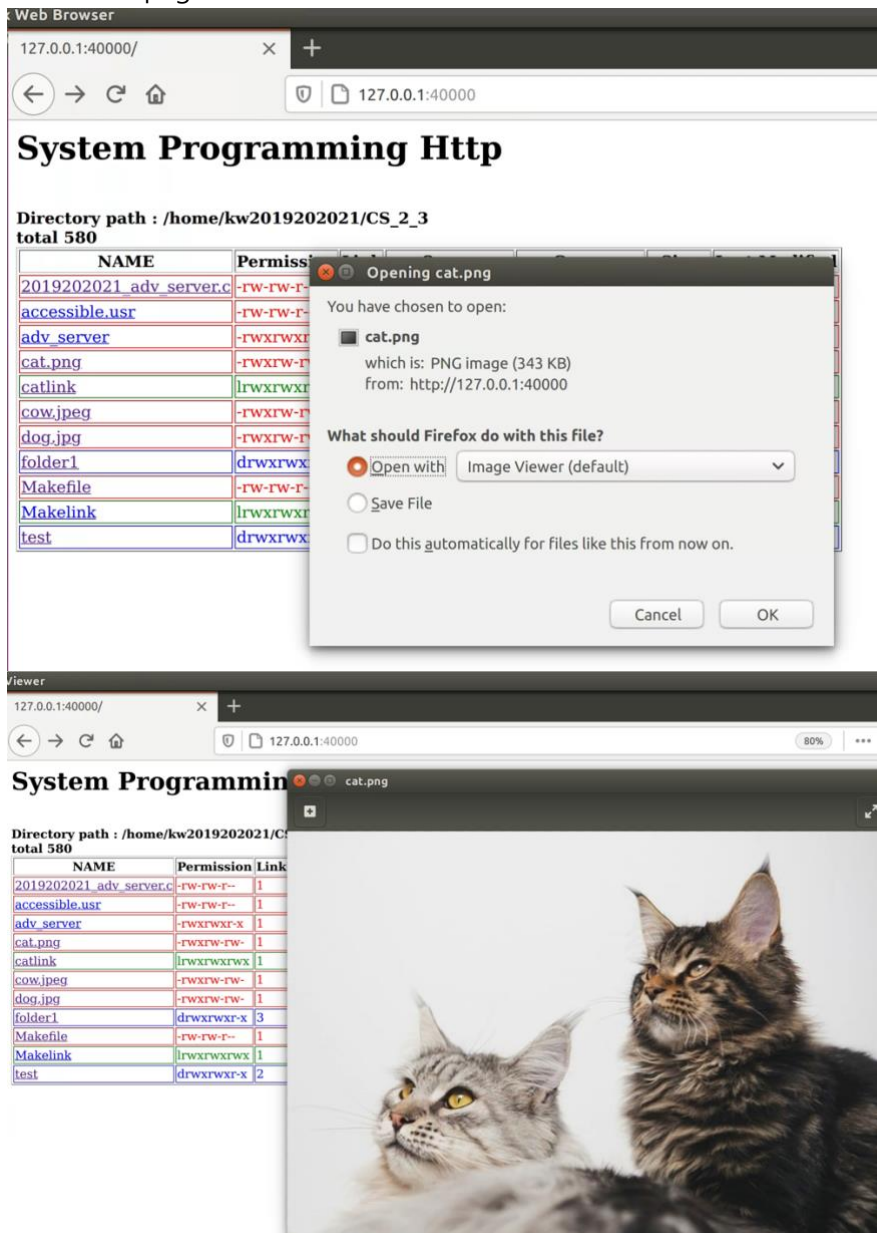 Web Browser
127.0.0.1:40000/
127.0.0.1:40000
System Programming Http
Directory path : /home/kw2019202021/CS_2_3
total 580
NAME Permiss
2019202021_adv_server.c -rw-rw-r-
accessible.usr -rw-rw-r-
adv_server -rwxrwxr
cat.png -rwxrw-r
catlink lrwxrwxr
cow.jpeg -rwxrw-r
dog.jpg -rwxrw-r
folder1 drwxrwx
Makefile -rw-rw-r-
Makelink lrwxrwxr
test drwxrwx
Opening cat.png
You have chosen to open:
cat.png
which is: PNG image (343 KB)
from: http://127.0.0.1:40000
What should Firefox do with this file?
Open with Image Viewer (default)
Save File
Do this automatically for files like this from now on.
Cancel OK
Viewer
127.0.0.1:40000/
127.0.0.1:40000 80%
System Programmin
cat.png
Directory path : /home/kw2019202021/CS
total 580
NAME Permission Link
2019202021_adv_server.c -rw-rw-r-- 1
accessible.usr -rw-rw-r-- 1
adv_server -rwxrwxr-x 1
cat.png -rwxrw-rw- 1
catlink lrwxrwxrwx 1
cow.jpeg -rwxrw-rw- 1
dog.jpg -rwxrw-rw- 1
folder1 drwxrwxr-x 3
Makefile -rw-rw-r-- 1
Makelink lrwxrwxrwx 1
test drwxrwxr-x 2